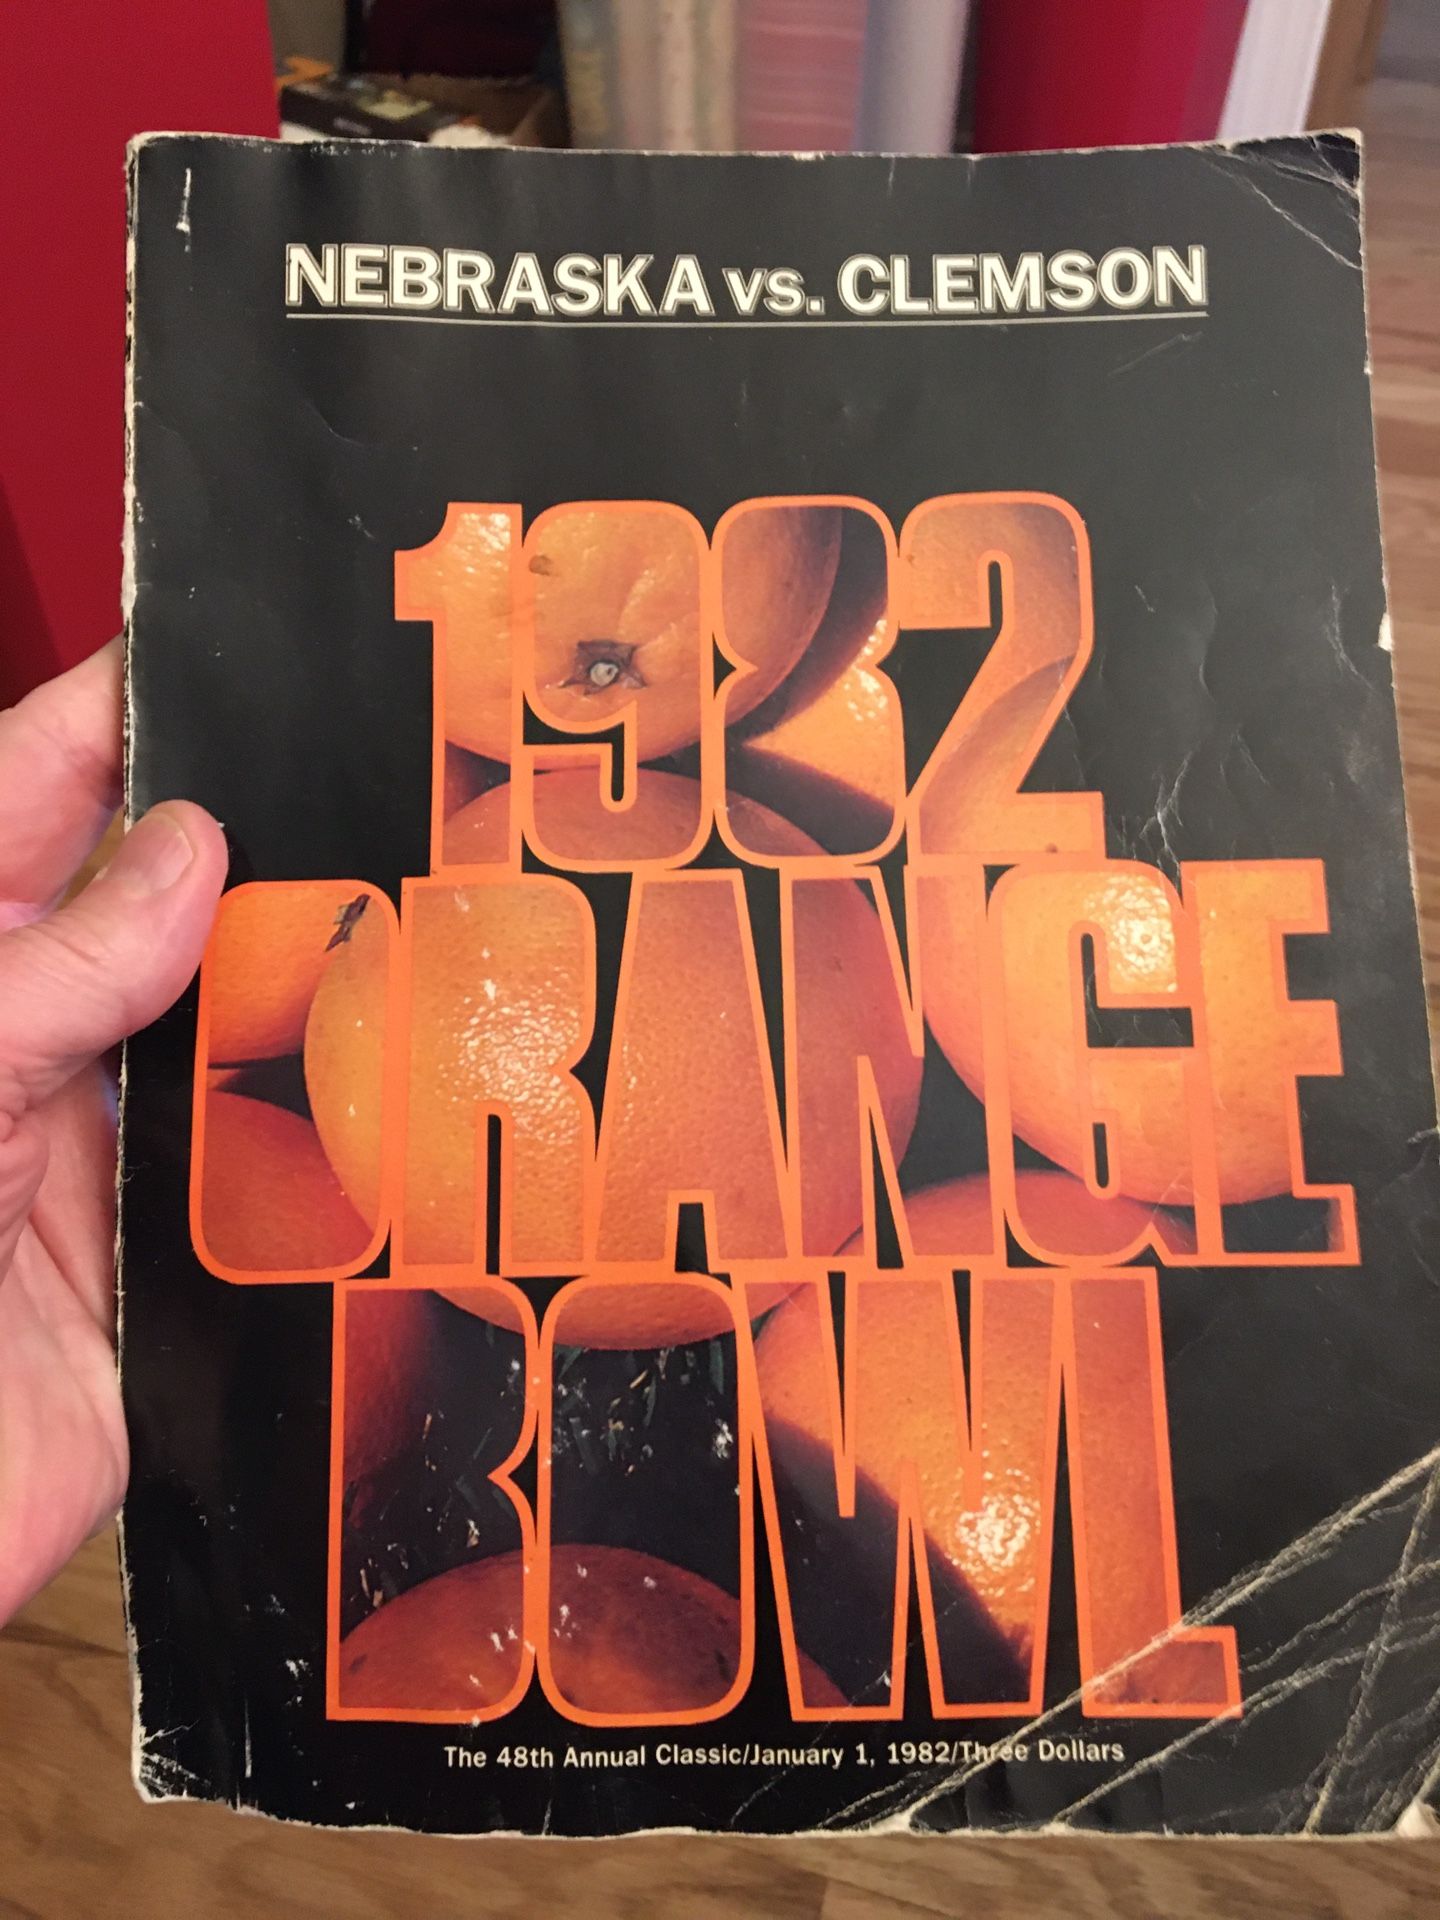 NEBRASKA VS. CLEMSON
1982
ORANGE
BOWL
The 48th Annual Classic/January 1, 1982/Three Dollars